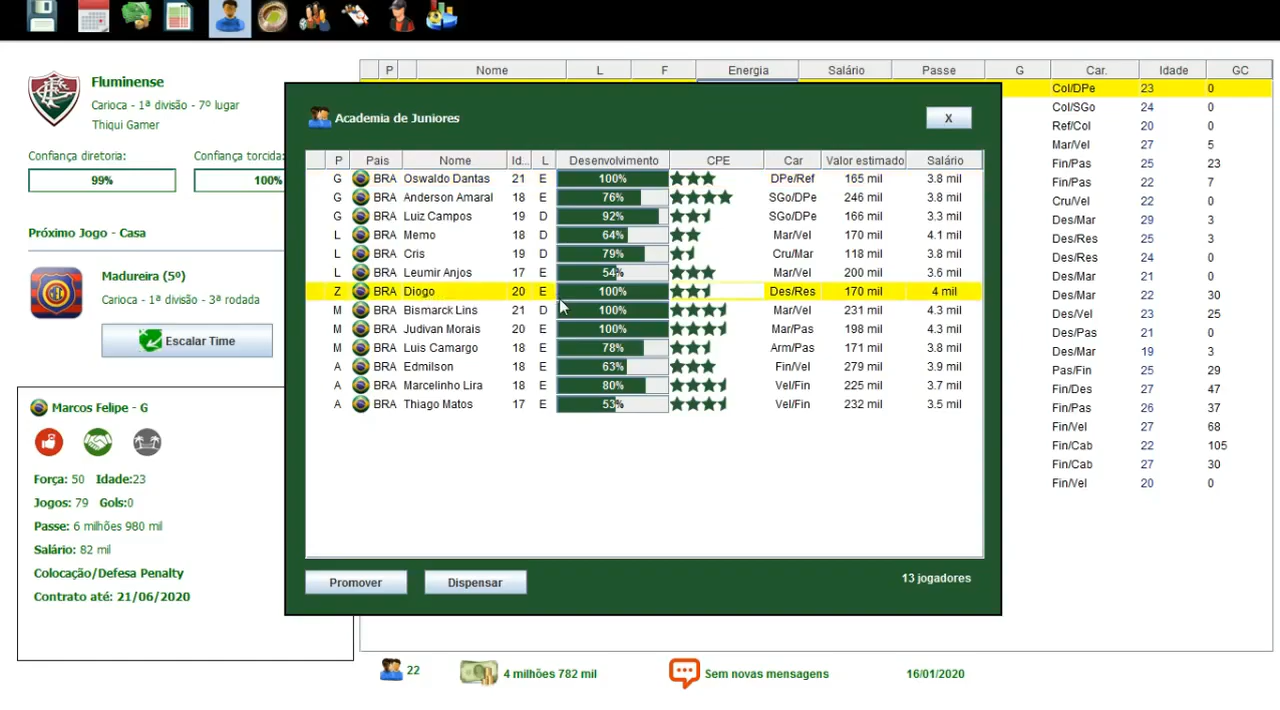 P Nome L F Energia Salário Passe G Car. Idade GC
Fluminense
Carioca - 1ª divisão - 7º lugar
Thiqui Gamer
Confiança diretoria: Confiança torcida:
99% 100%
Próximo Jogo - Casa
Madureira (5º)
Carioca - 1ª divisão - 3ª rodada
Escalar Time
Marcos Felipe - G
Força: 50 Idade:23
Jogos: 79 Gols:0
Passe: 6 milhões 980 mil
Salário: 82 mil
Colocação/Defesa Penalty
Contrato até: 21/06/2020
Academia de Juniores X
P Pais Nome Id... L Desenvolvimento CPE Car Valor estimado Salário
G BRA Oswaldo Dantas 21 E 100% DPe/Ref 165 mil 3.8 mil
G BRA Anderson Amaral 18 E 76% SGo/DPe 246 mil 3.8 mil
G BRA Luiz Campos 19 D 92% SGo/DPe 166 mil 3.3 mil
L BRA Memo 18 D 64% Mar/Vel 170 mil 4.1 mil
L BRA Cris 19 D 79% Cru/Mar 118 mil 3.8 mil
L BRA Leumir Anjos 17 E 54% Mar/Vel 200 mil 3.6 mil
Z BRA Diogo 20 E 100% Des/Res 170 mil 4 mil
M BRA Bismarck Lins 21 D 100% Mar/Vel 231 mil 4.3 mil
M BRA Judivan Morais 20 E 100% Mar/Pas 198 mil 4.3 mil
M BRA Luis Camargo 18 E 78% Arm/Pas 171 mil 3.8 mil
A BRA Edmilson 18 E 63% Fin/Vel 279 mil 3.9 mil
A BRA Marcelinho Lira 18 E 80% Vel/Fin 225 mil 3.7 mil
A BRA Thiago Matos 17 E 53% Vel/Fin 232 mil 3.5 mil
Promover Dispensar 13 jogadores
Col/DPe 23 0
Col/SGo 24 0
Ref/Col 20 0
Mar/Vel 27 5
Fin/Pas 25 23
Fin/Pas 22 7
Cru/Vel 22 0
Des/Mar 29 3
Des/Res 25 3
Des/Res 24 0
Des/Mar 21 0
Des/Mar 22 30
Des/Vel 23 25
Des/Pas 21 0
Des/Mar 19 3
Pas/Fin 25 29
Fin/Des 27 47
Fin/Pas 26 37
Fin/Vel 27 68
Fin/Cab 22 105
Fin/Cab 27 30
Fin/Vel 20 0
22 4 milhões 782 mil Sem novas mensagens 16/01/2020